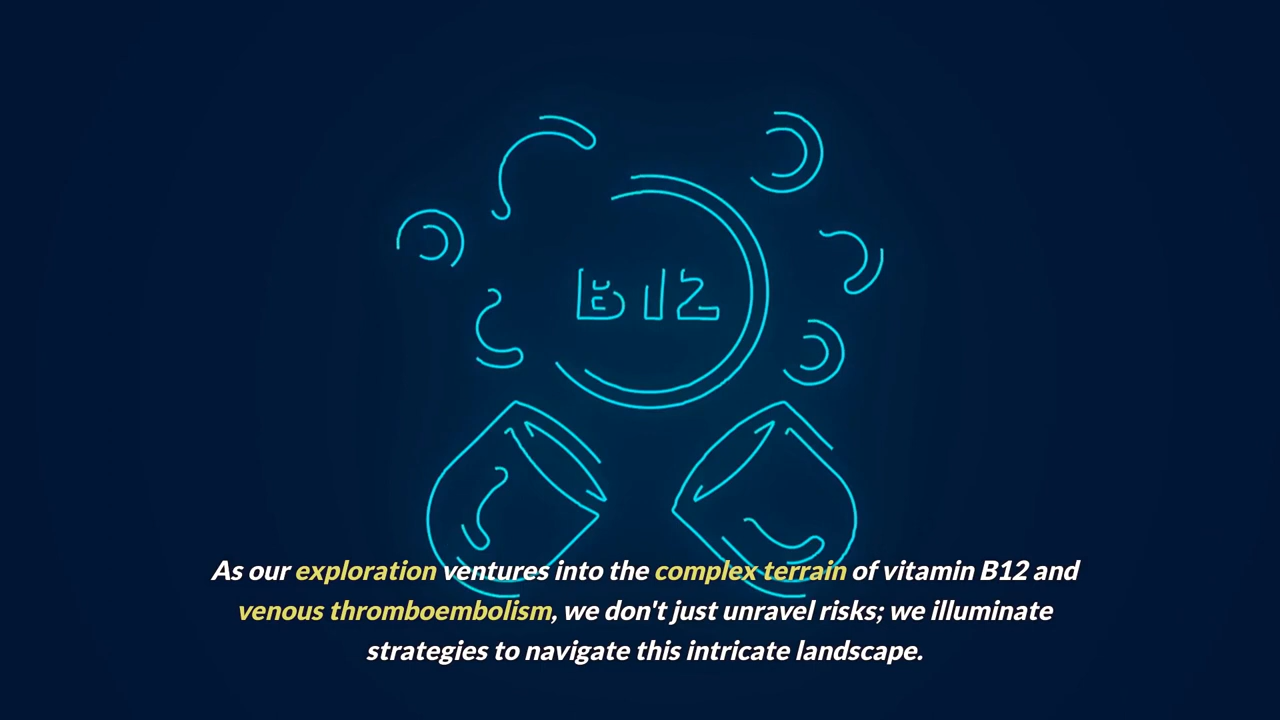 B12
As our exploration ventures into the complex terrain of vitamin B12 and
venous thromboembolism, we don't just unravel risks; we illuminate
strategies to navigate this intricate landscape.